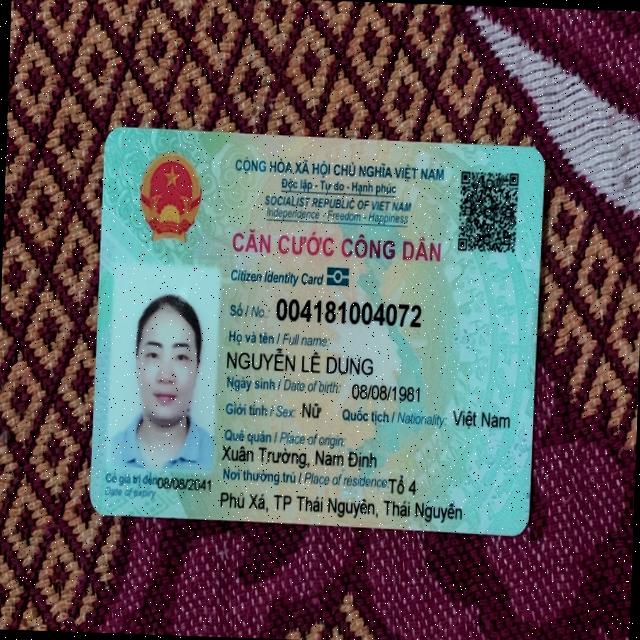 CỘNG HÒA XÃ HỘI CHỦ NGHĨA VIỆT NAM
Độc lập - Tự do - Hạnh phúc
SOCIALIST REPUBLIC OF VIET NAM
Independence - Freedom - Happiness
CĂN CƯỚC CÔNG DÂN
Citizen Identity Card
Số / No.: 004181004072
Họ và tên / Full name:
NGUYỄN LÊ DUNG
Ngày sinh / Date of birth: 08/08/1981
Giới tính / Sex: Nữ Quốc tịch / Nationality: Việt Nam
Quê quán / Place of origin:
Xuân Trường, Nam Định
Nơi thường trú / Place of residence: Tổ 4
Phú Xá, TP Thái Nguyên, Thái Nguyên
Có giá trị đến: 08/08/2041
Date of expiry